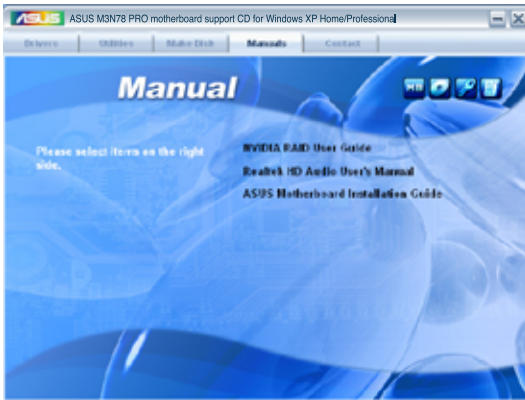 ASUS ASUS M3N78 PRO motherboard support CD for Windows XP Home/Professional
Drivers Utilities Make Disk Manuals Contact
Manual
Please select items on the right
side.
NVIDIA RAID User Guide
Realtek HD Audio User's Manual
ASUS Motherboard Installation Guide